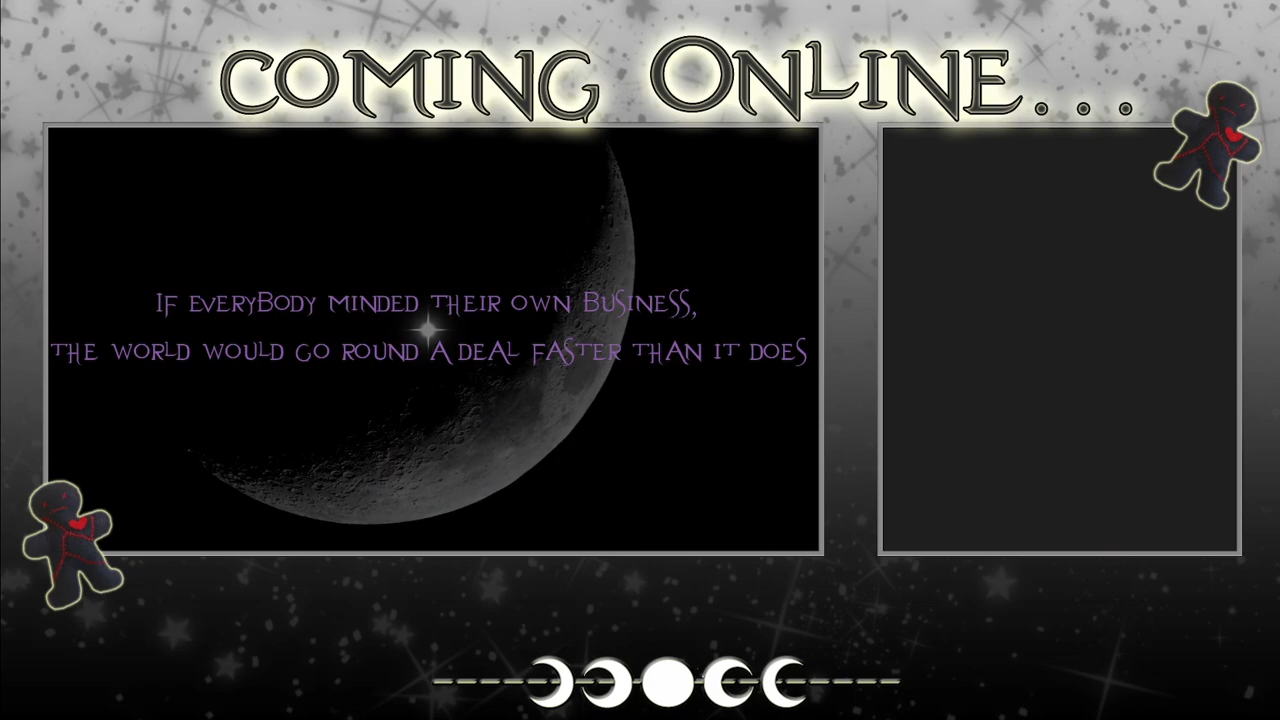 COMING ONLINE...
IF EVERYBODY MINDED THEIR OWN BUSINESS,
THE WORLD WOULD GO ROUND A DEAL FASTER THAN IT DOES